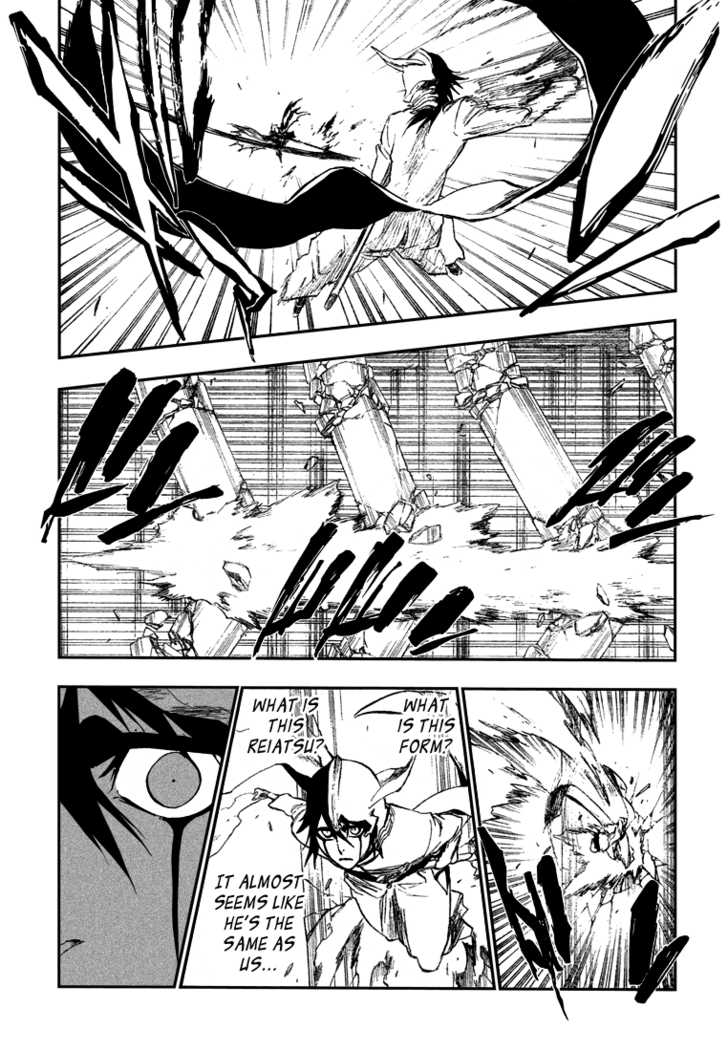 WHAT
IS THIS
FORM?
WHAT IS
THIS
REIATSU?
IT ALMOST
SEEMS LIKE
HE'S THE
SAME AS
US...